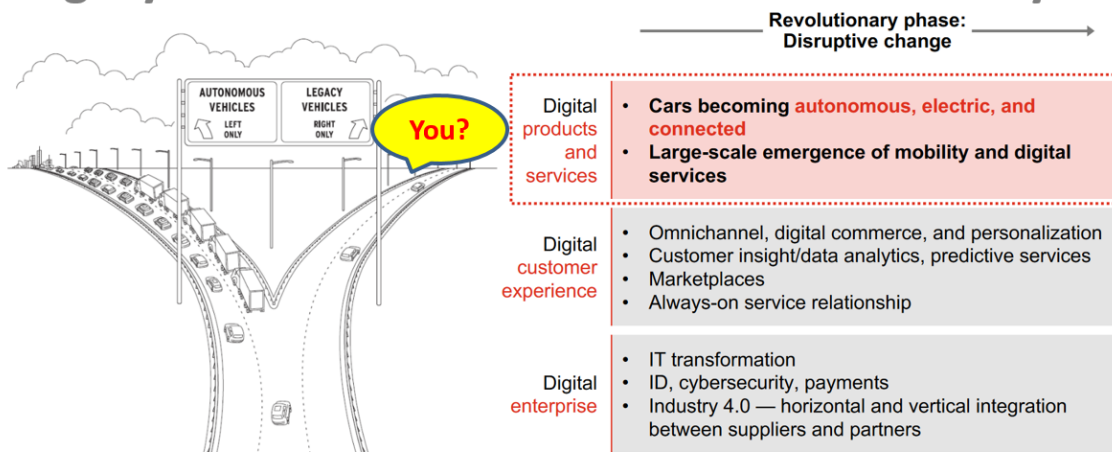 Revolutionary phase:
Disruptive change
AUTONOMOUS
VEHICLES
LEFT
ONLY
LEGACY
VEHICLES
RIGHT
ONLY
You?
Digital
products
and
services
• Cars becoming autonomous, electric, and
connected
• Large-scale emergence of mobility and digital
services
Digital
customer
experience
• Omnichannel, digital commerce, and personalization
• Customer insight/data analytics, predictive services
• Marketplaces
• Always-on service relationship
Digital
enterprise
• IT transformation
• ID, cybersecurity, payments
• Industry 4.0 — horizontal and vertical integration
between suppliers and partners